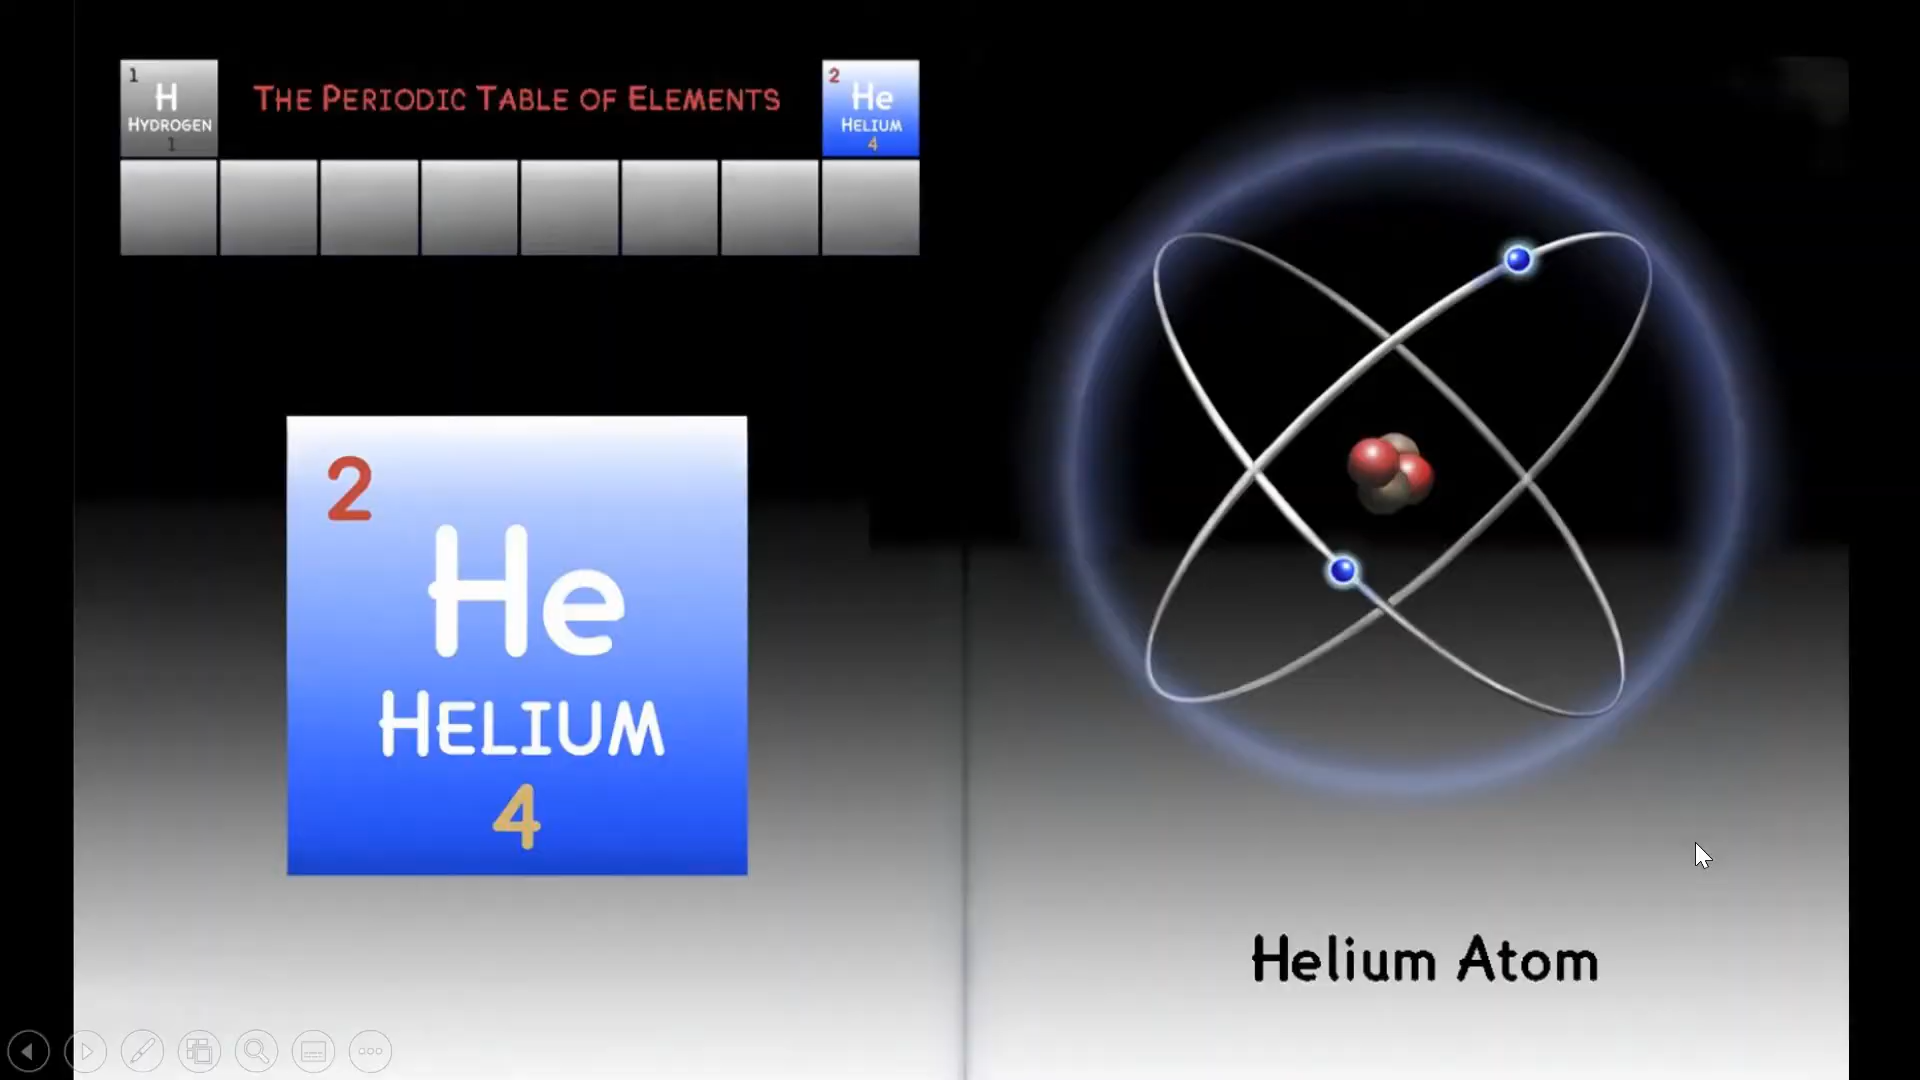 1
H
HYDROGEN
1
THE PERIODIC TABLE OF ELEMENTS
2
He
HELIUM
4
2
He
HELIUM
4
Helium Atom